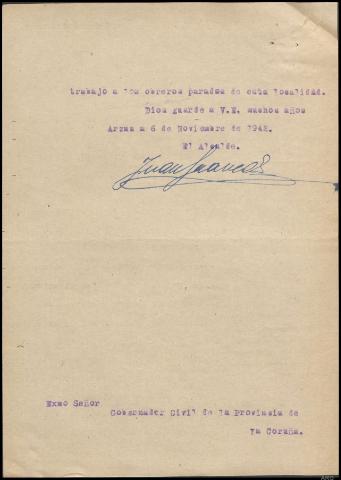 trabajo a los obreros parados de esta localidad.
Dios guarde a V.E. muchos años
Arzua a 6 de Noviembre de 1942.
El Alcalde.
Juan
Exmo Señor
Gobernador Civil de la Provincia de
La Coruña.